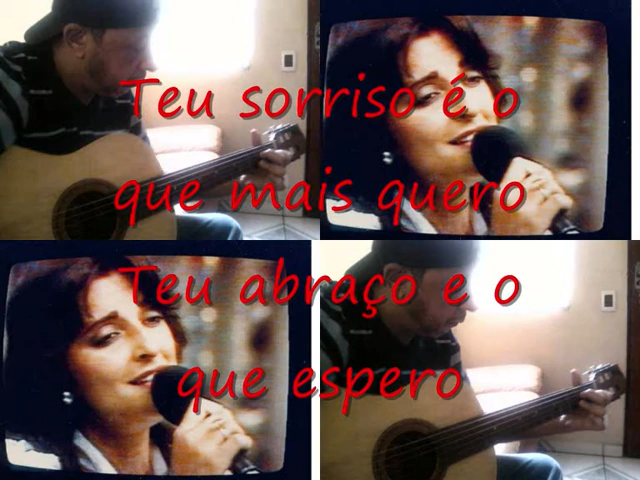 Teu sorriso é o
que mais quero
Teu abraço e o
que espero